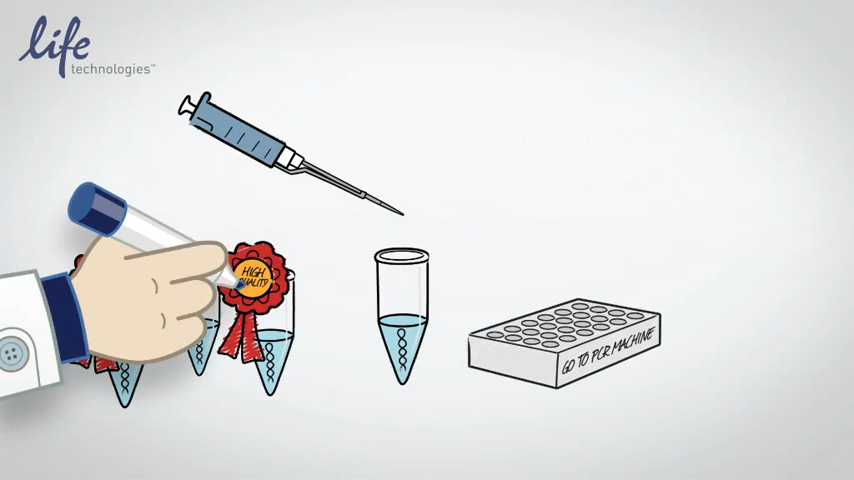 life
technologies™
HIGH
QUALITY
GO TO PCR MACHINE